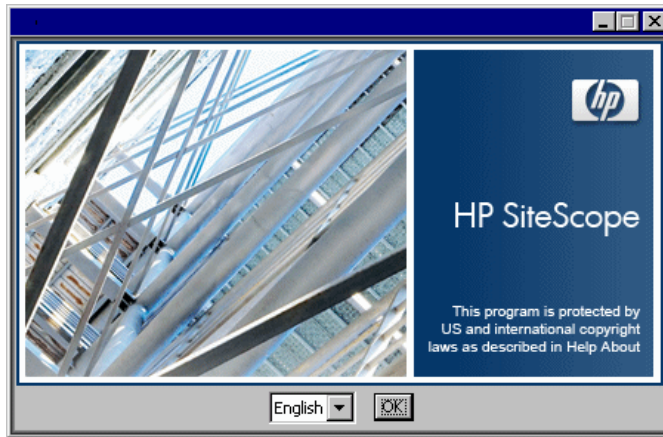 hp
HP SiteScope
This program is protected by
US and international copyright
laws as described in Help About
English
OK